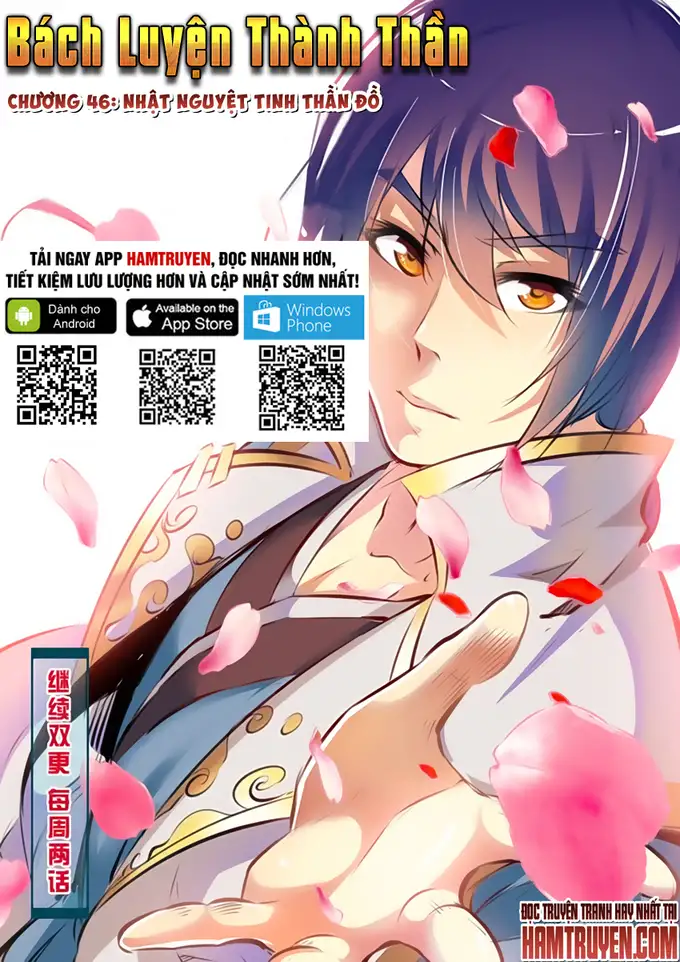 Bách Luyện Thành Thần
CHƯƠNG 46: NHẬT NGUYỆT TINH THẦN ĐỒ
TẢI NGAY APP HAMTRUYEN, ĐỌC NHANH HƠN,
TIẾT KIỆM LƯU LƯỢNG HƠN VÀ CẬP NHẬT SỚM NHẤT!
Dành cho
Android
Available on the
App Store
Windows
Phone
继续双更 每周两话
ĐỌC TRUYỆN TRANH HAY NHẤT TẠI
HAMTRUYEN.COM